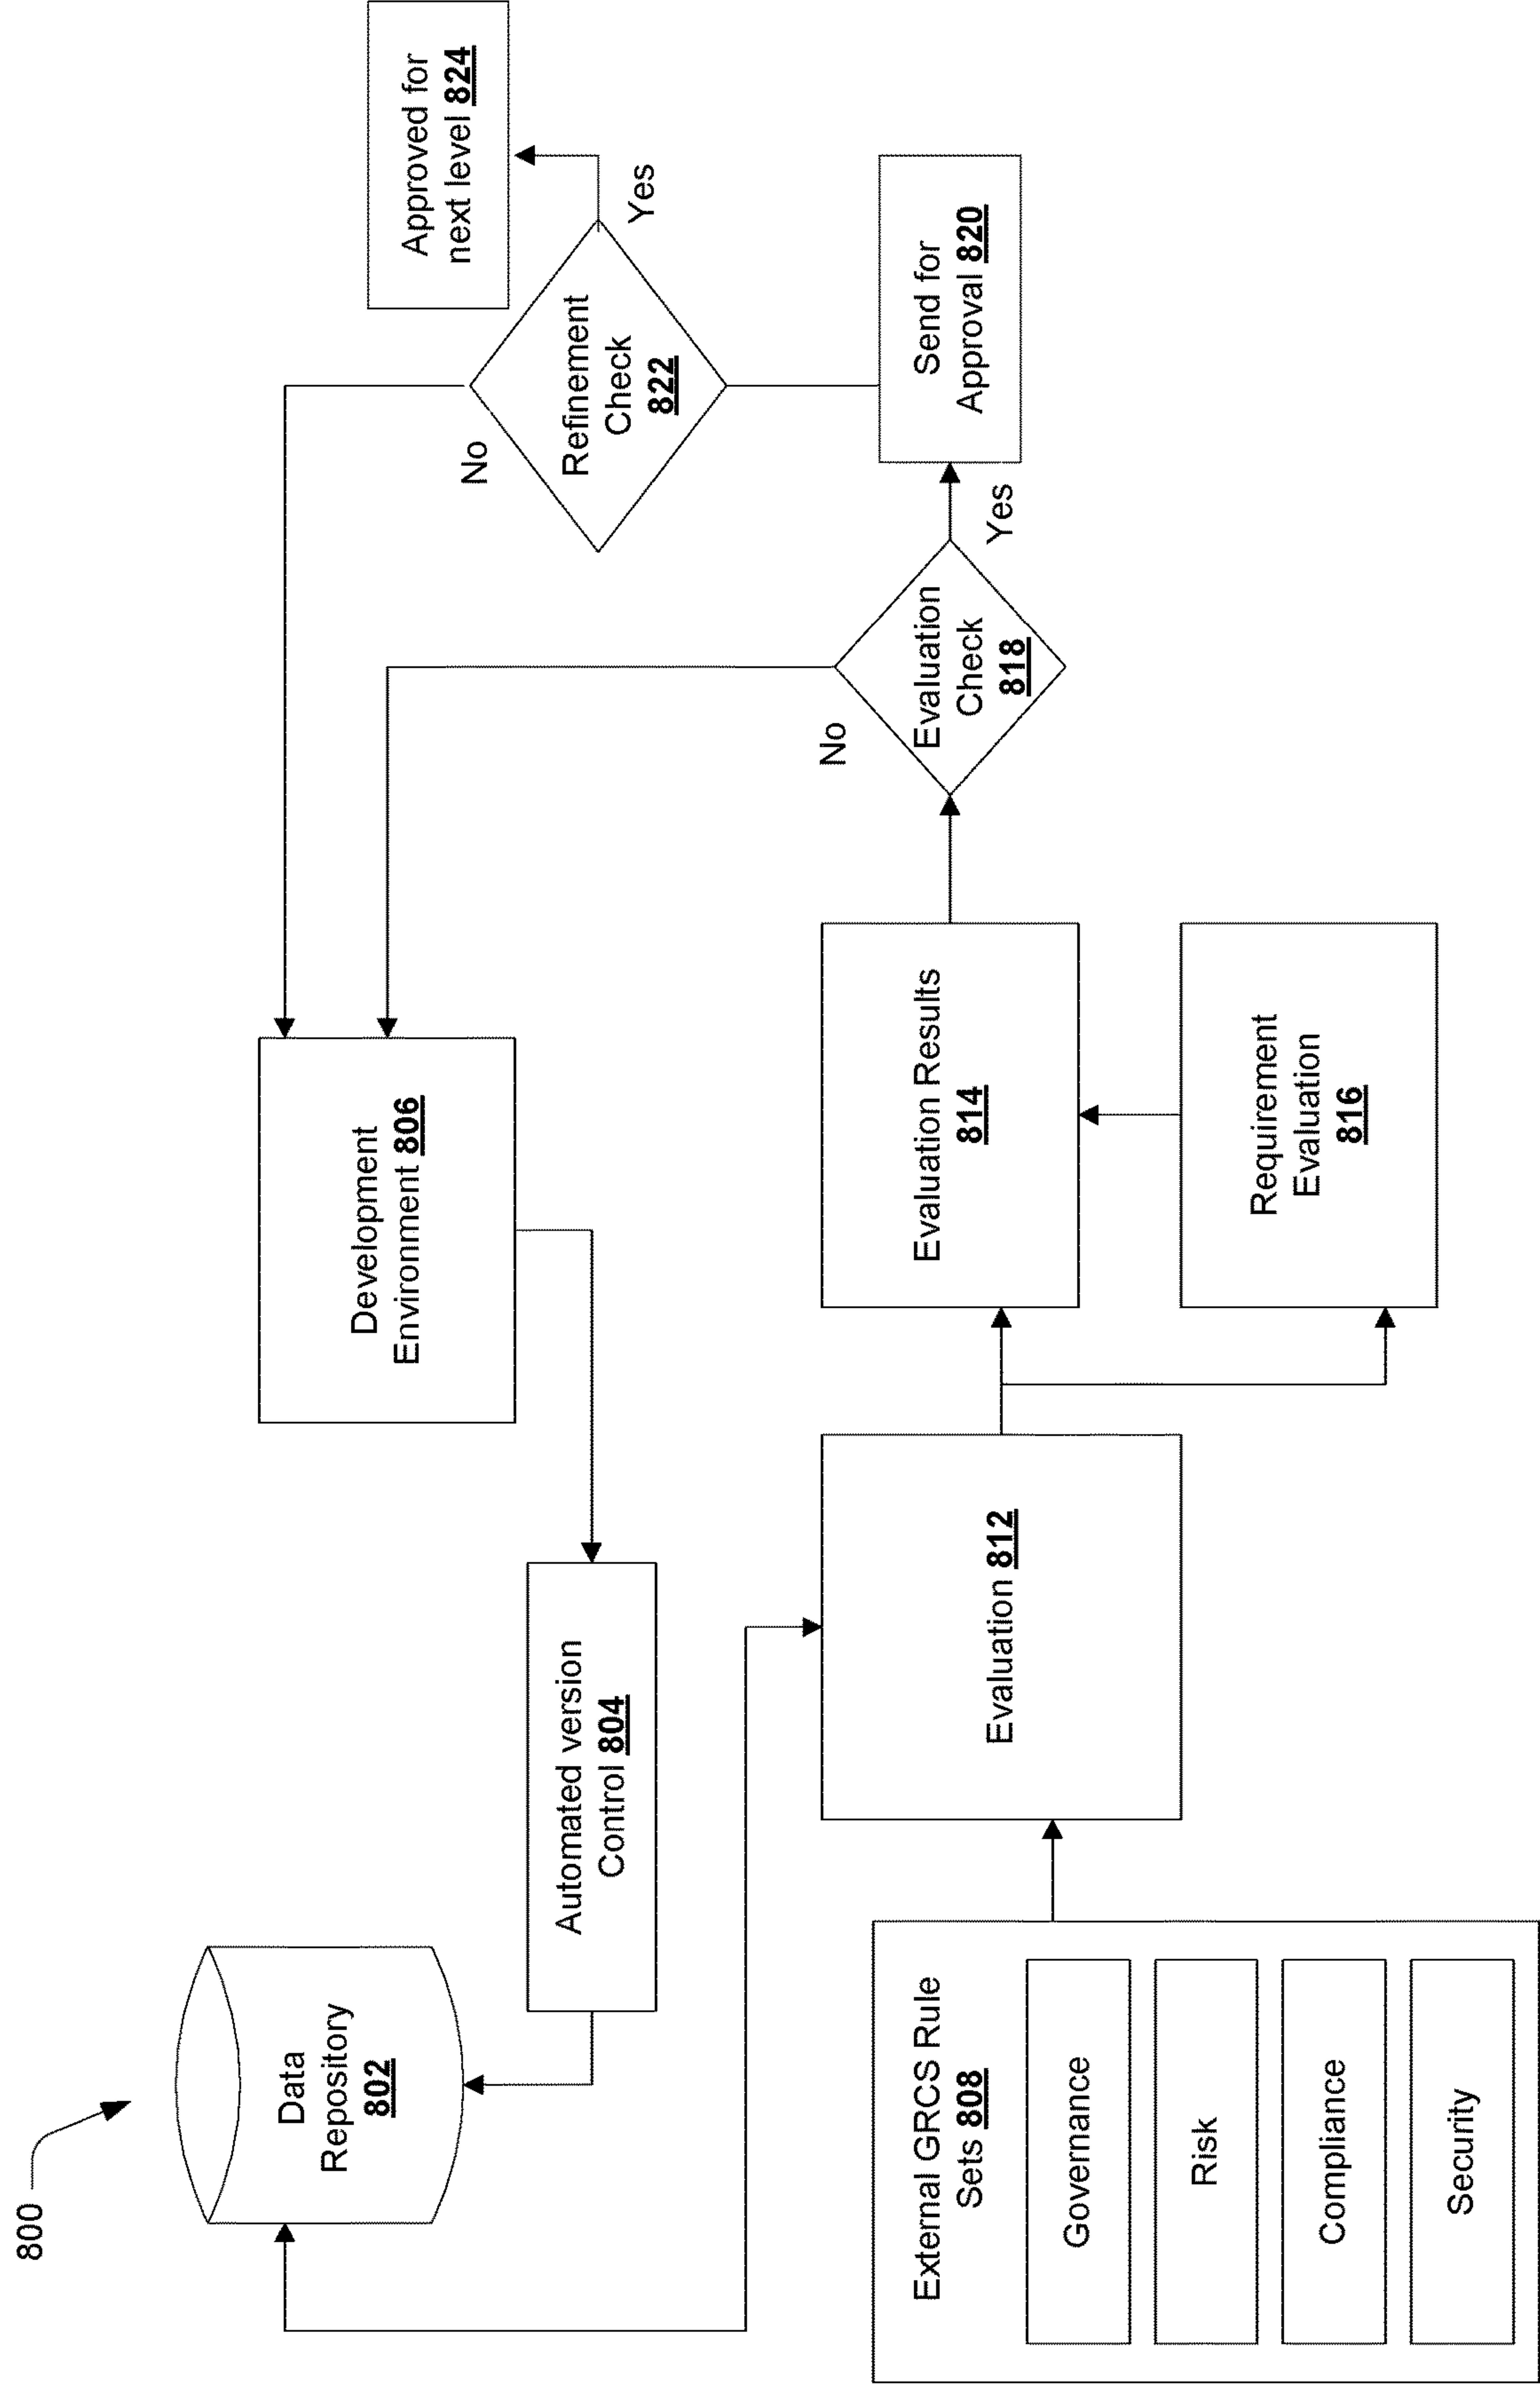 800
Data
Repository
802
Automated version
Control 804
Development
Environment 806
No
Refinement
Check
822
Yes
Approved for
next level 824
External GRCS Rule
Sets 808
Governance
Risk
Compliance
Security
Evaluation 812
Evaluation Results
814
Requirement
Evaluation
816
No
Evaluation
Check
818
Yes
Send for
Approval 820